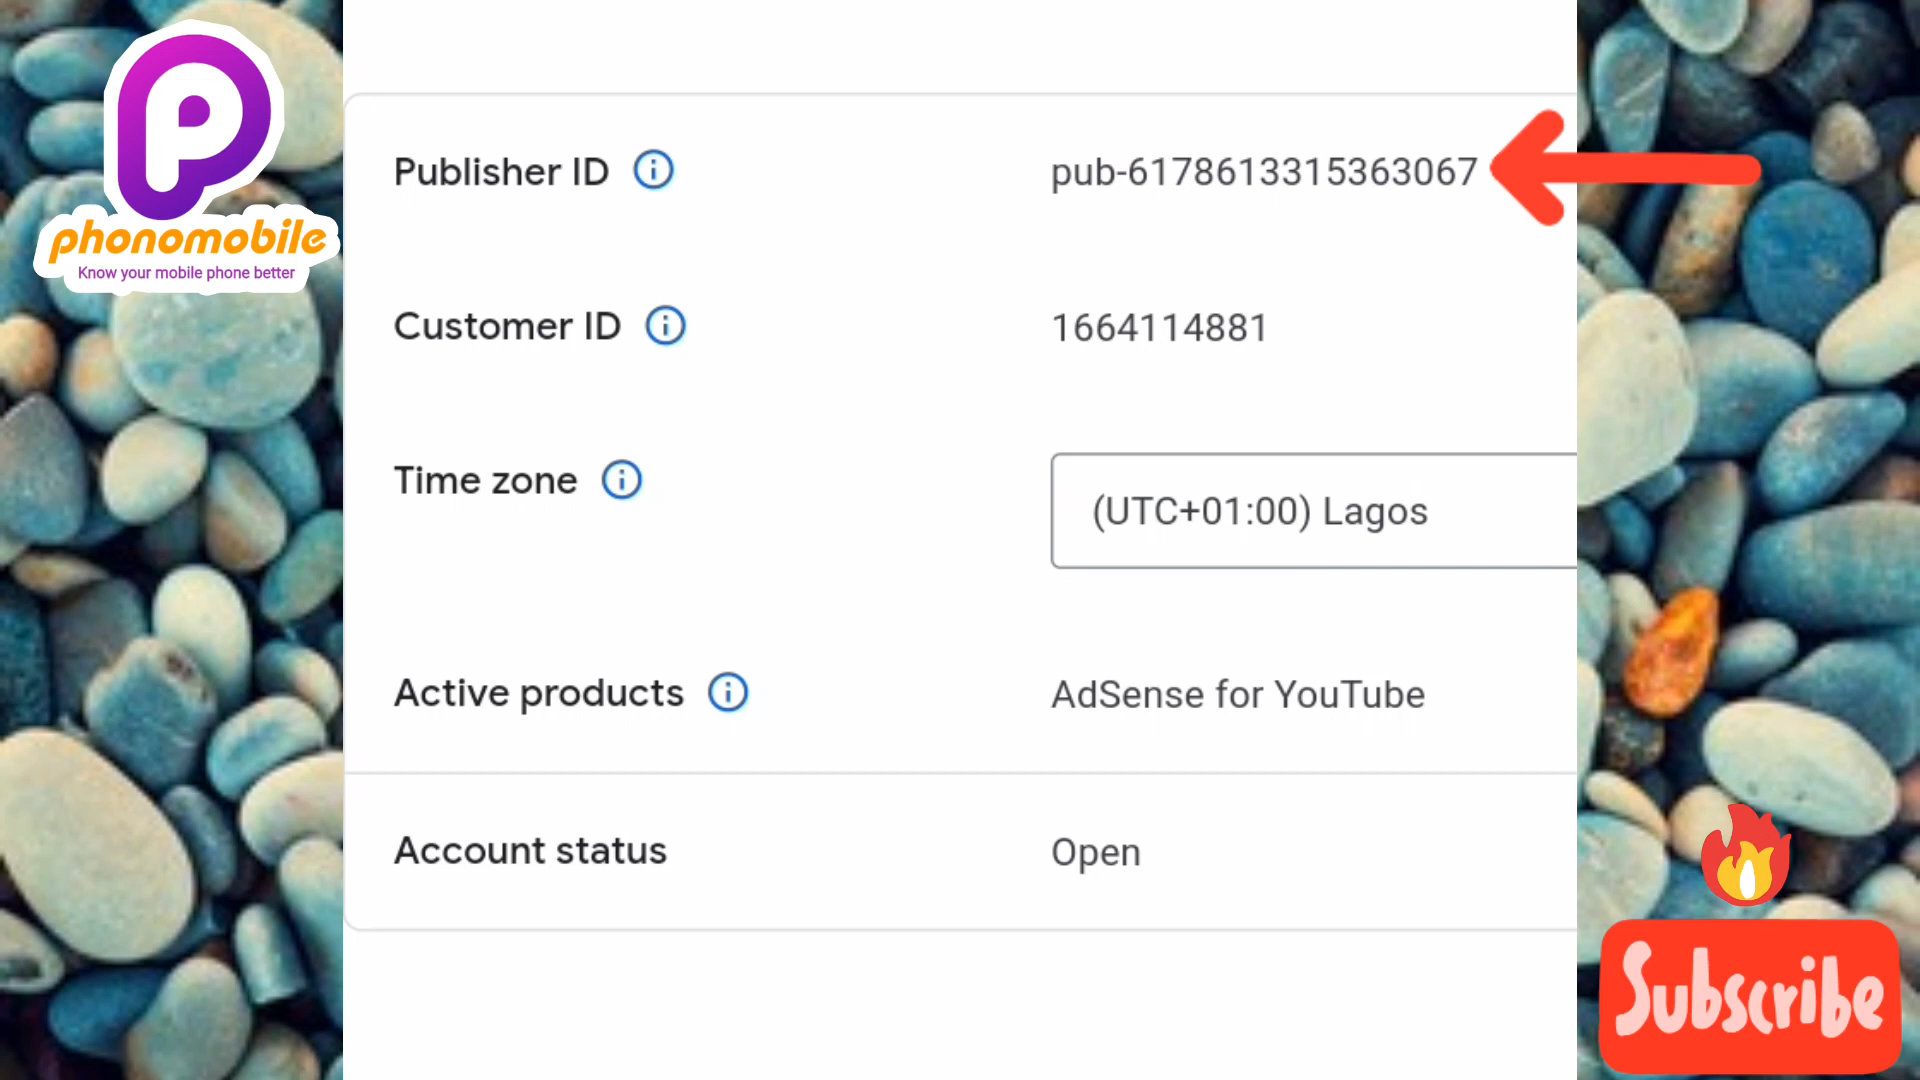 P
phonomobile
Know your mobile phone better
Publisher ID
pub-6178613315363067
Customer ID
1664114881
Time zone
(UTC+01:00) Lagos
Active products
AdSense for YouTube
Account status
Open
Subscribe